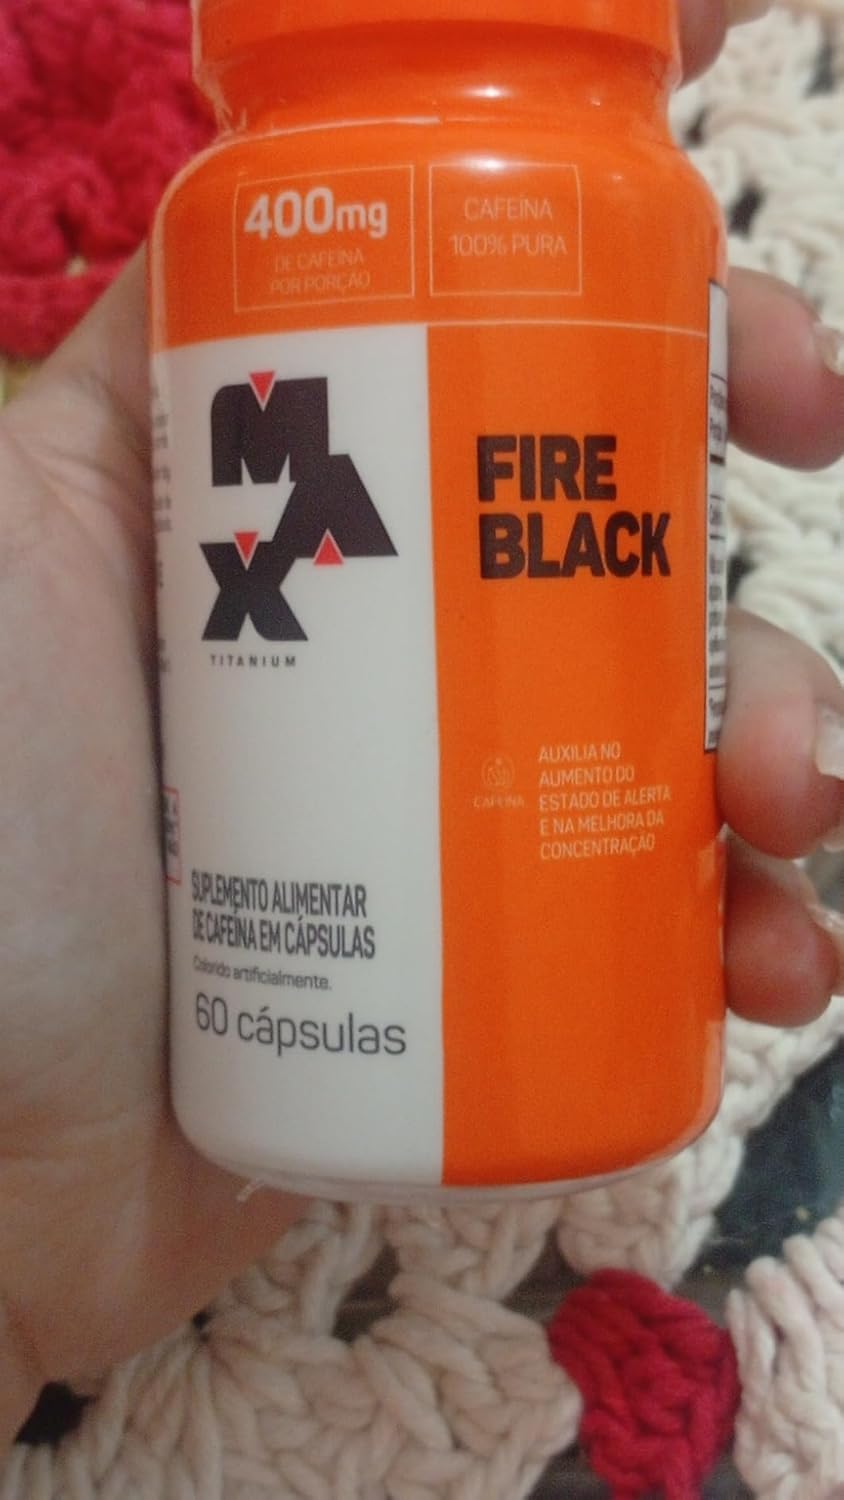 400mg
DE CAFEÍNA
POR PORÇÃO
CAFEÍNA
100% PURA
MAX
TITANIUM
FIRE
BLACK
CAFEÍNA
AUXILIA NO
AUMENTO DO
ESTADO DE ALERTA
E NA MELHORA DA
CONCENTRAÇÃO
SUPLEMENTO ALIMENTAR
DE CAFEÍNA EM CÁPSULAS
Colorido artificialmente.
60 cápsulas